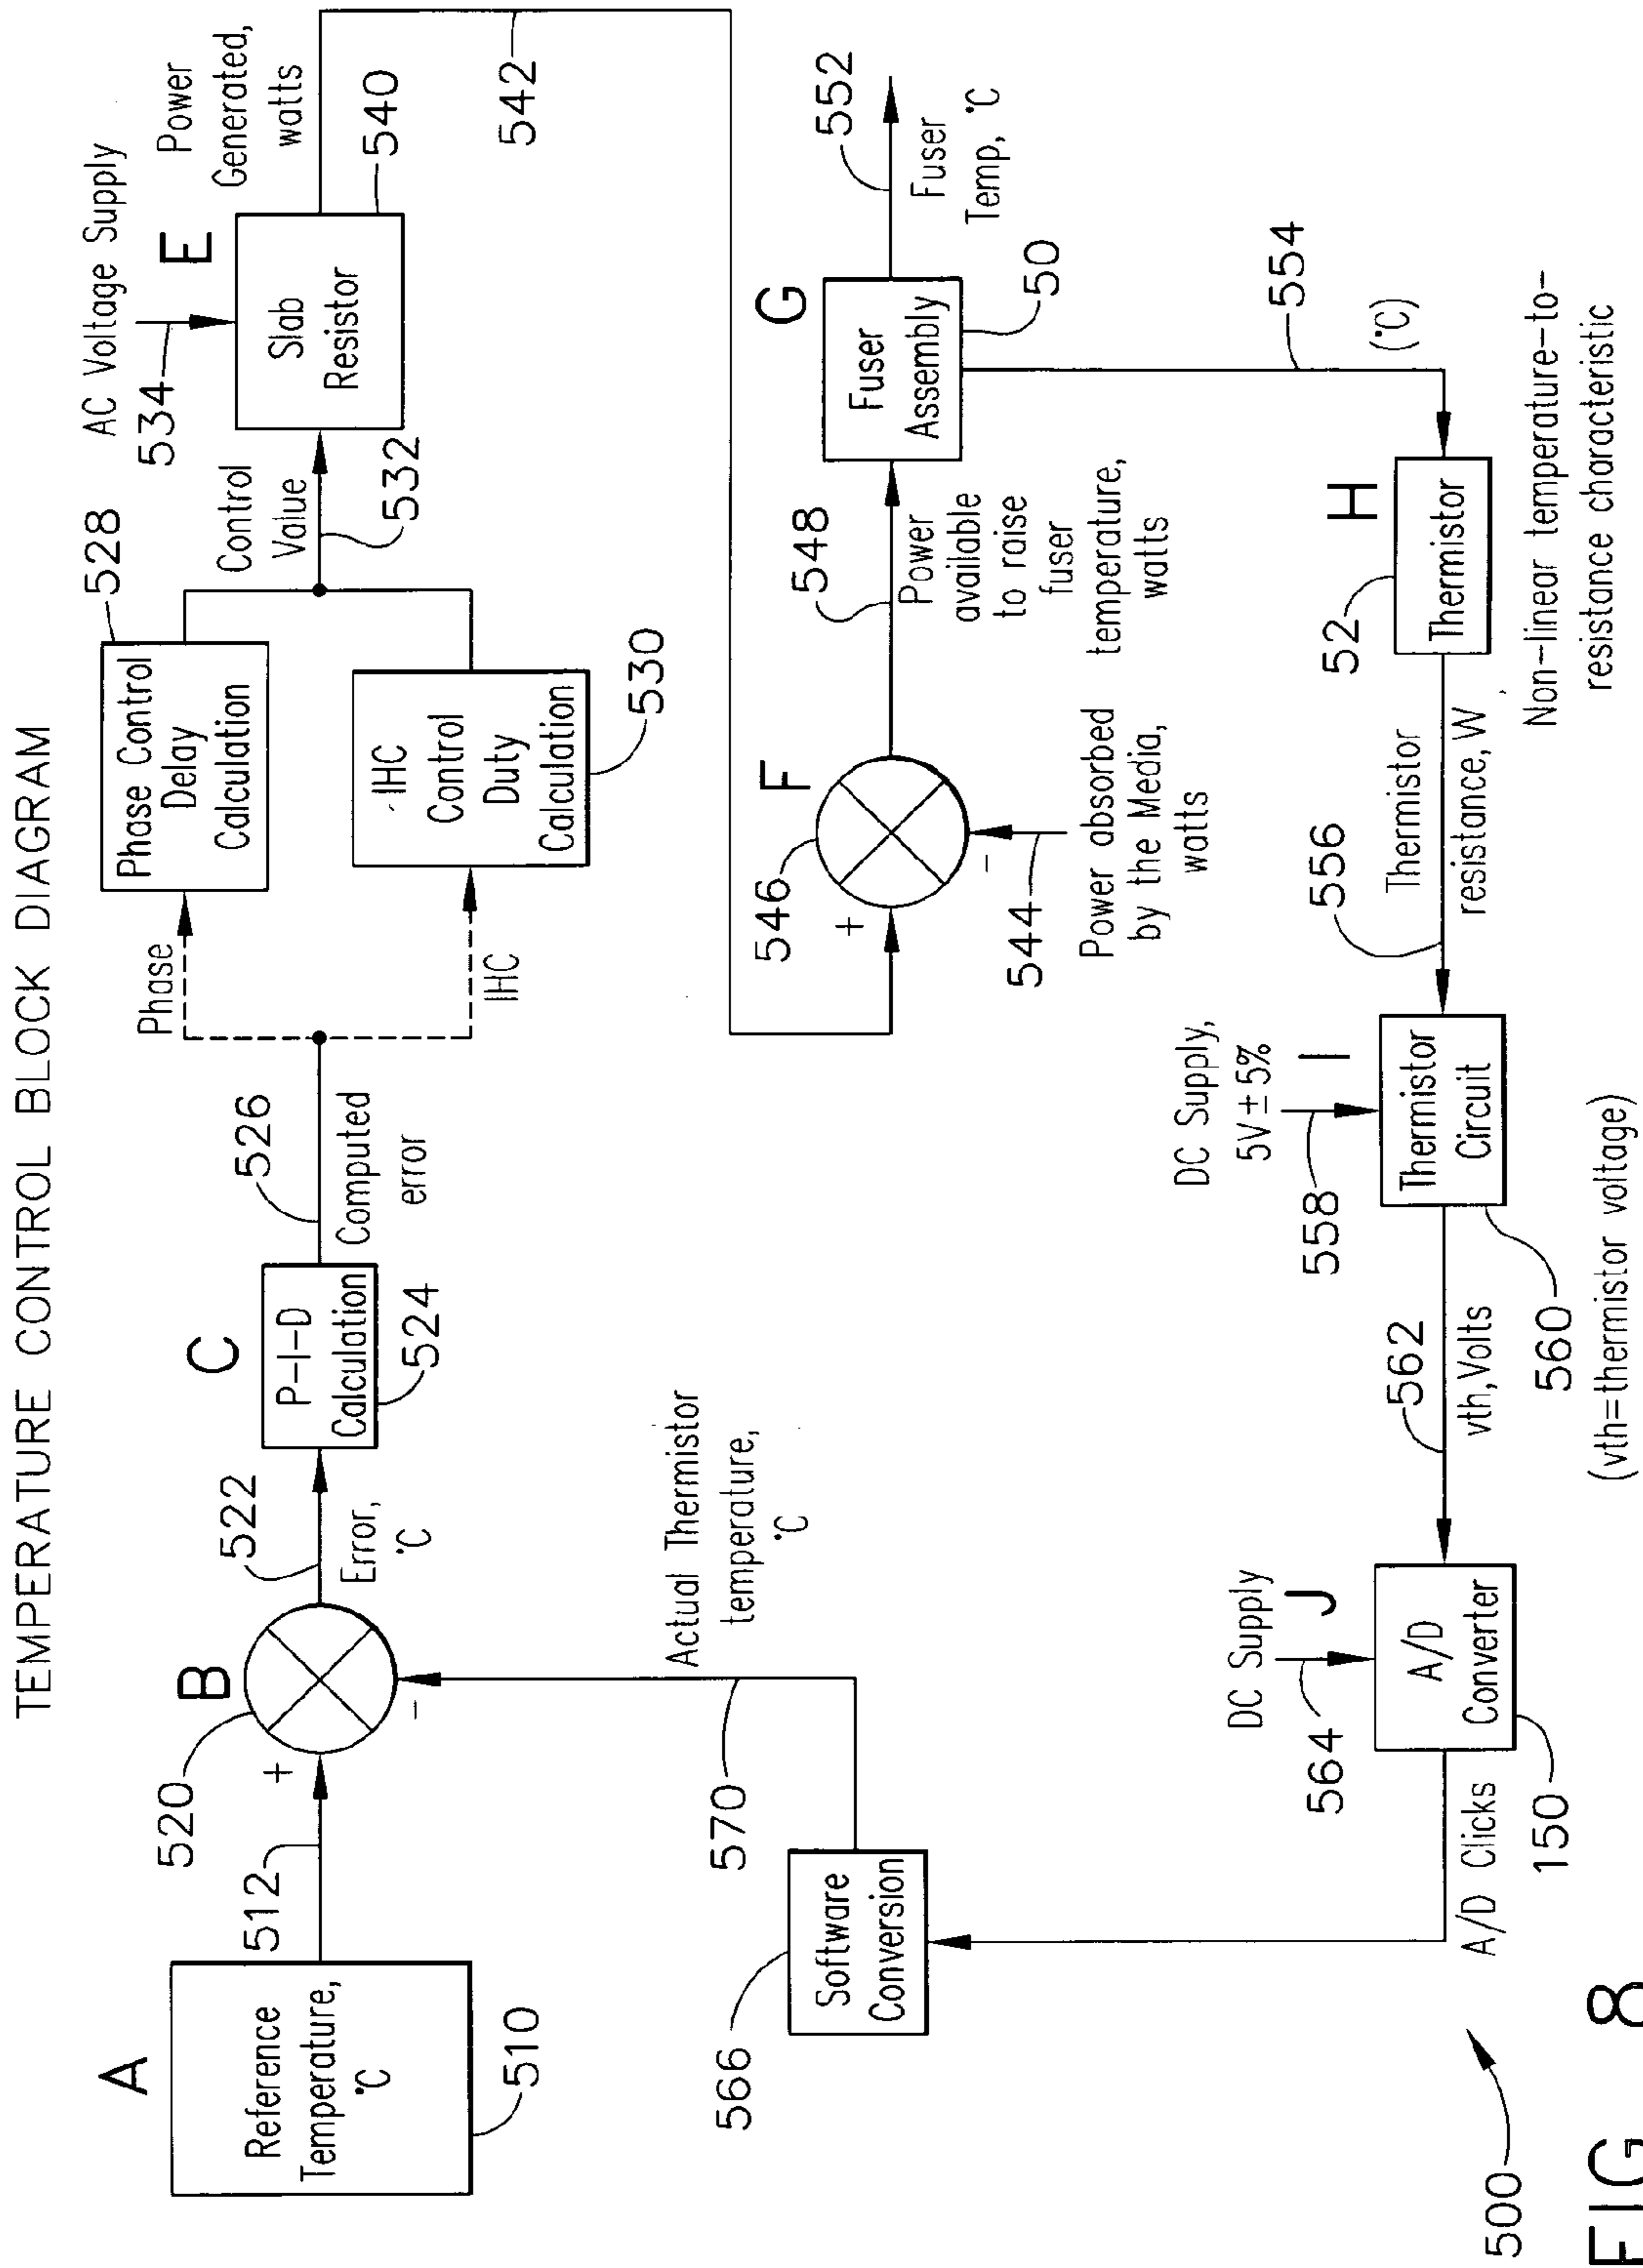 TEMPERATURE CONTROL BLOCK DIAGRAM
A
Reference
Temperature,
°C
510
512
+
-
B
520
522
Error,
°C
C
P-I-D
Calculation
524
526
Computed
error
Phase
IHC
528
Phase Control
Delay
Calculation
IHC
Control
Duty
Calculation
530
Control
Value
532
AC Voltage Supply
534
E
Slab
Resistor
540
Power
Generated,
watts
542
F
546
+
-
544
Power absorbed
by the Media,
watts
548
Power
available
to raise
fuser
temperature,
watts
G
Fuser
Assembly
50
552
Fuser
Temp, °C
554
(°C)
H
52
Thermistor
Non-linear temperature-to-
resistance characteristic
556
Thermistor
resistance, W
DC Supply,
5V±5%
558
I
Thermistor
Circuit
560
(vth=thermistor voltage)
562
vth,Volts
DC Supply
564
J
A/D
Converter
150
A/D Clicks
566
Software
Conversion
570
Actual Thermistor
temperature,
°C
500
FIG 8